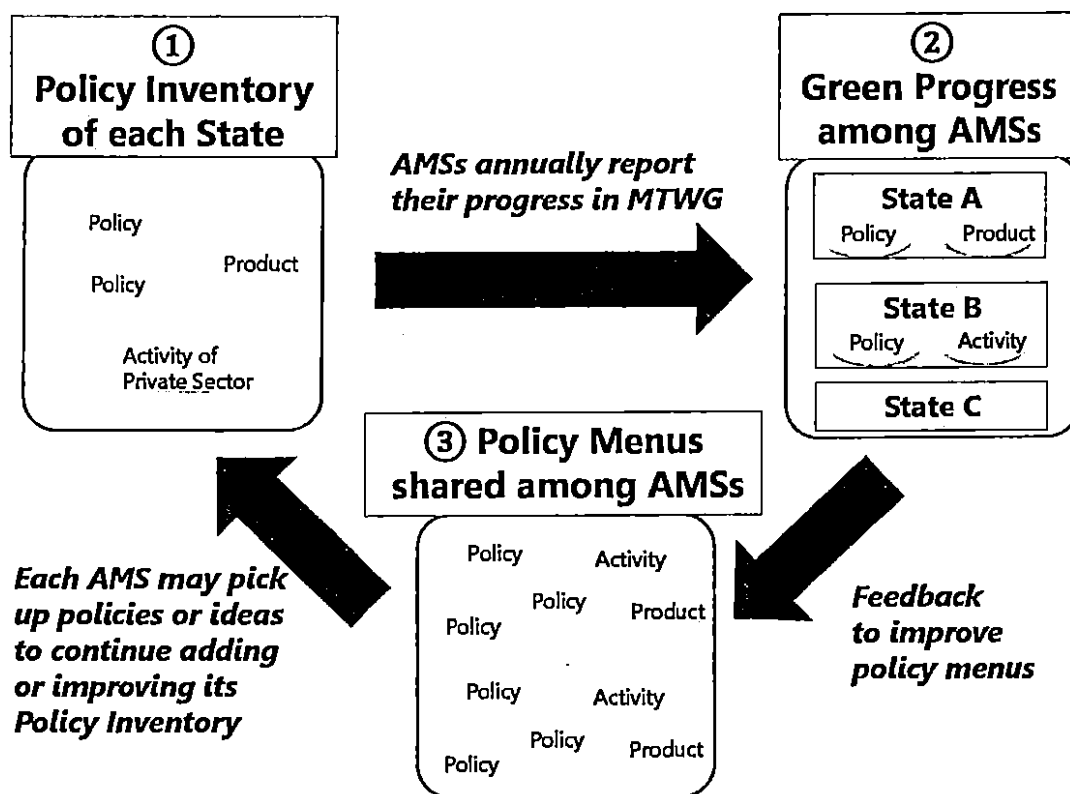 ①
Policy Inventory
of each State
Policy
Product
Policy
Activity of
Private Sector
AMSs annually report
their progress in MTWG
②
Green Progress
among AMSs
State A
Policy Product
State B
Policy Activity
State C
③ Policy Menus
shared among AMSs
Policy Activity
Policy Product
Policy
Policy Activity
Policy Product
Policy
Each AMS may pick
up policies or ideas
to continue adding
or improving its
Policy Inventory
Feedback
to improve
policy menus